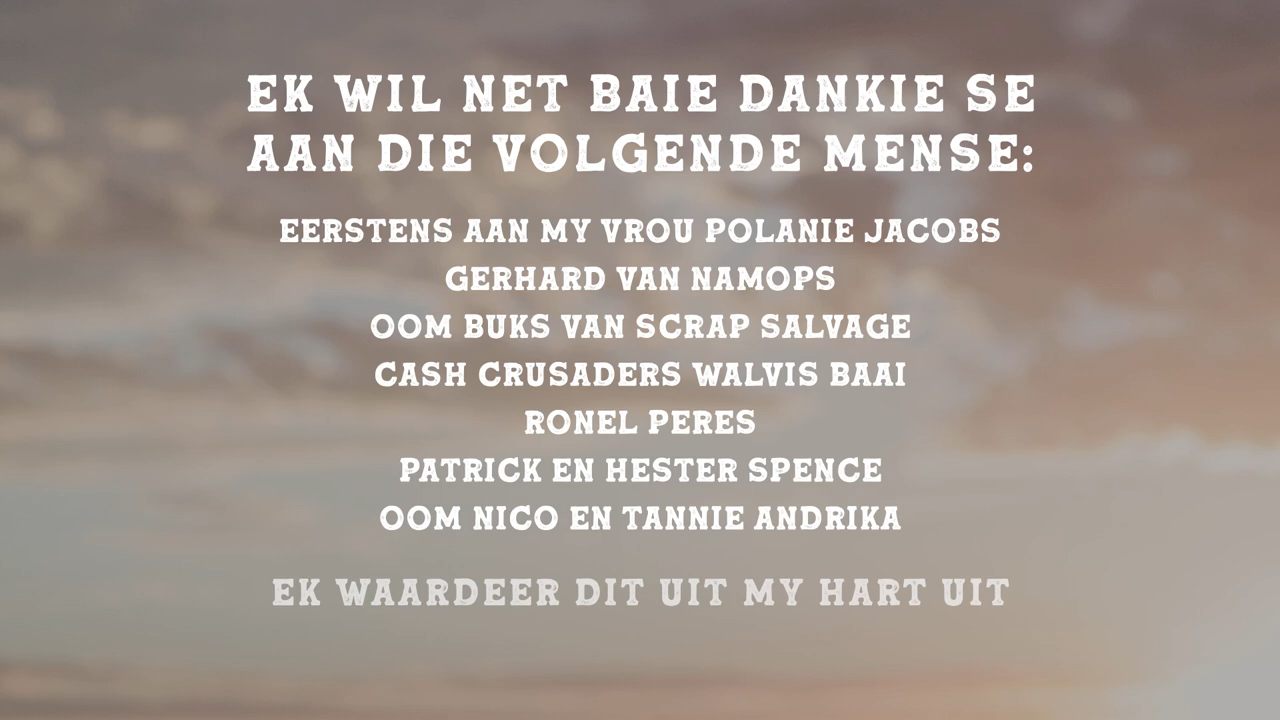 EK WIL NET BAIE DANKIE SE
AAN DIE VOLGENDE MENSE:
EERSTENS AAN MY VROU POLANIE JACOBS
GERHARD VAN NAMOPS
OOM BUKS VAN SCRAP SALVAGE
CASH CRUSADERS WALVIS BAAI
RONEL PERES
PATRICK EN HESTER SPENCE
OOM NICO EN TANNIE ANDRIKA
EK WAARDEER DIT UIT MY HART UIT